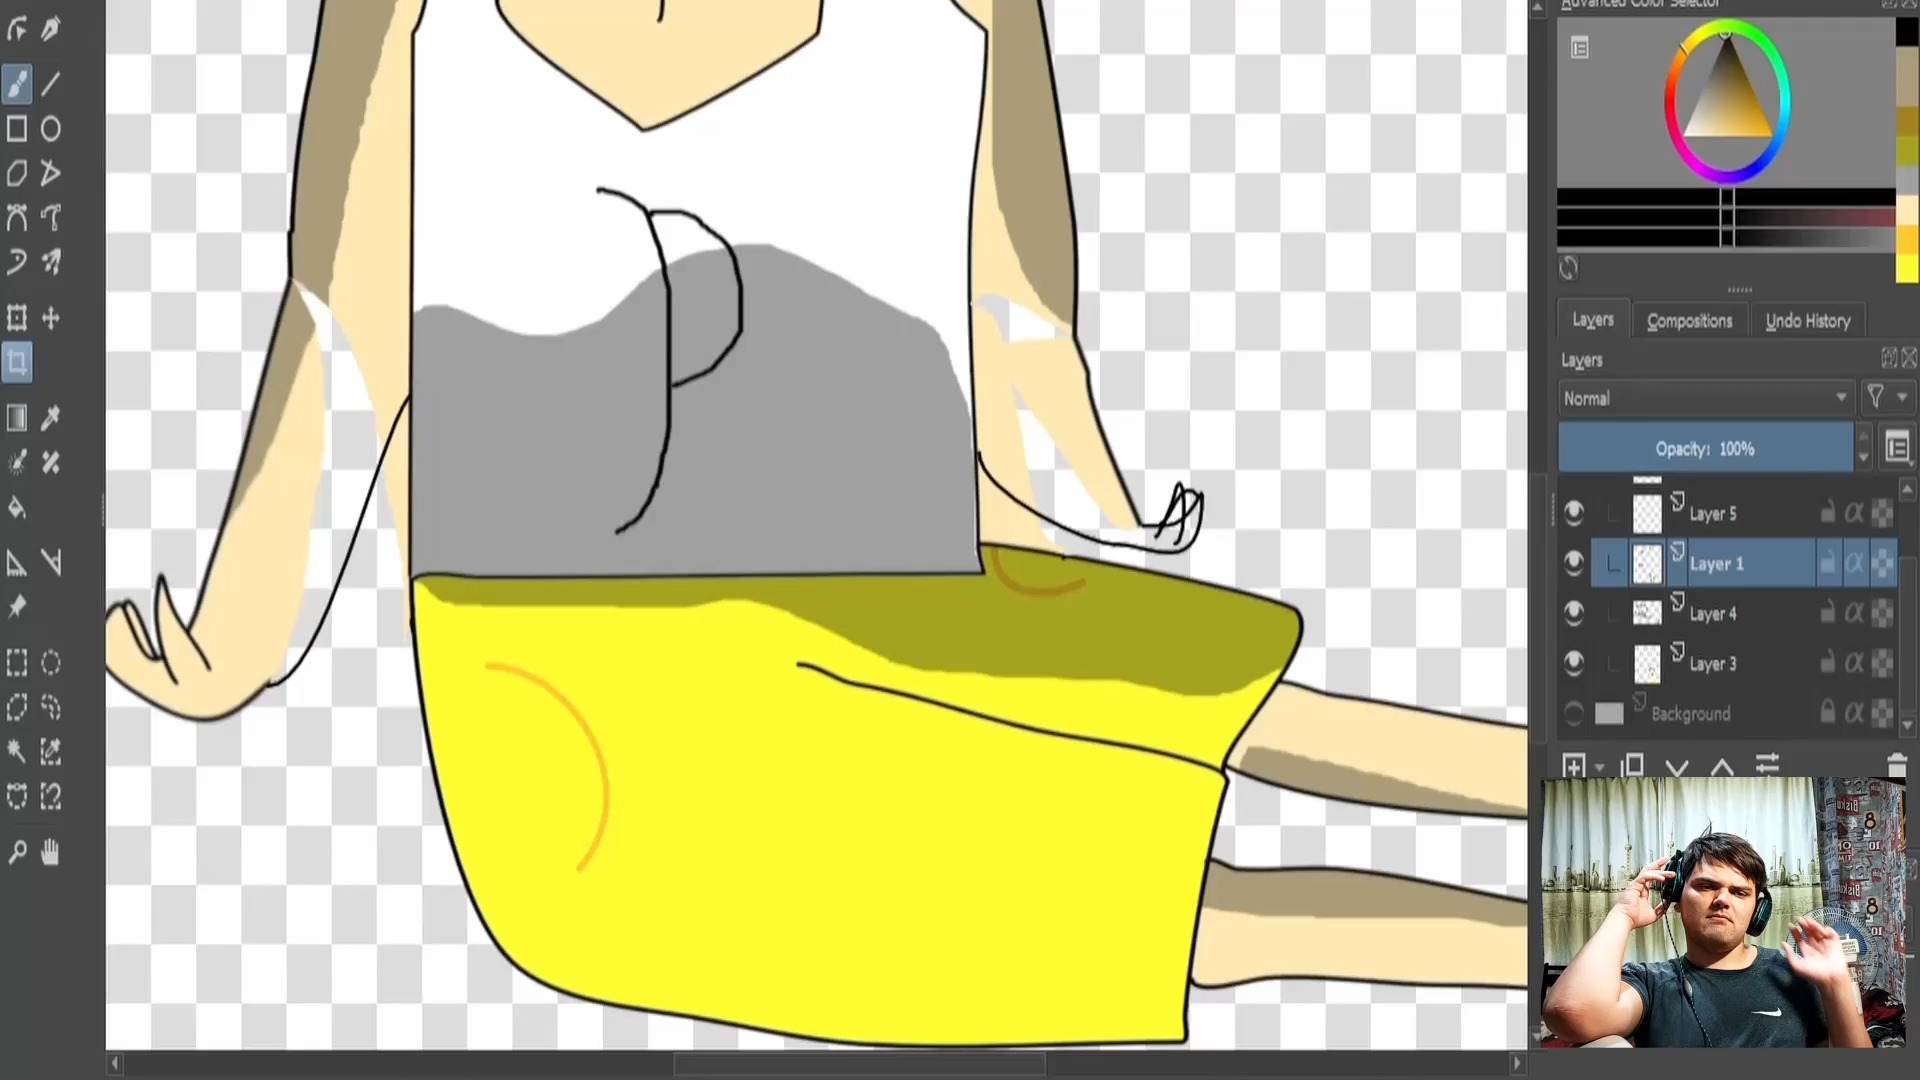 Advanced Color Selector
Layers
Compositions
Undo History
Layers
Normal
Opacity: 100%
Layer 5
Layer 1
Layer 4
Layer 3
Background